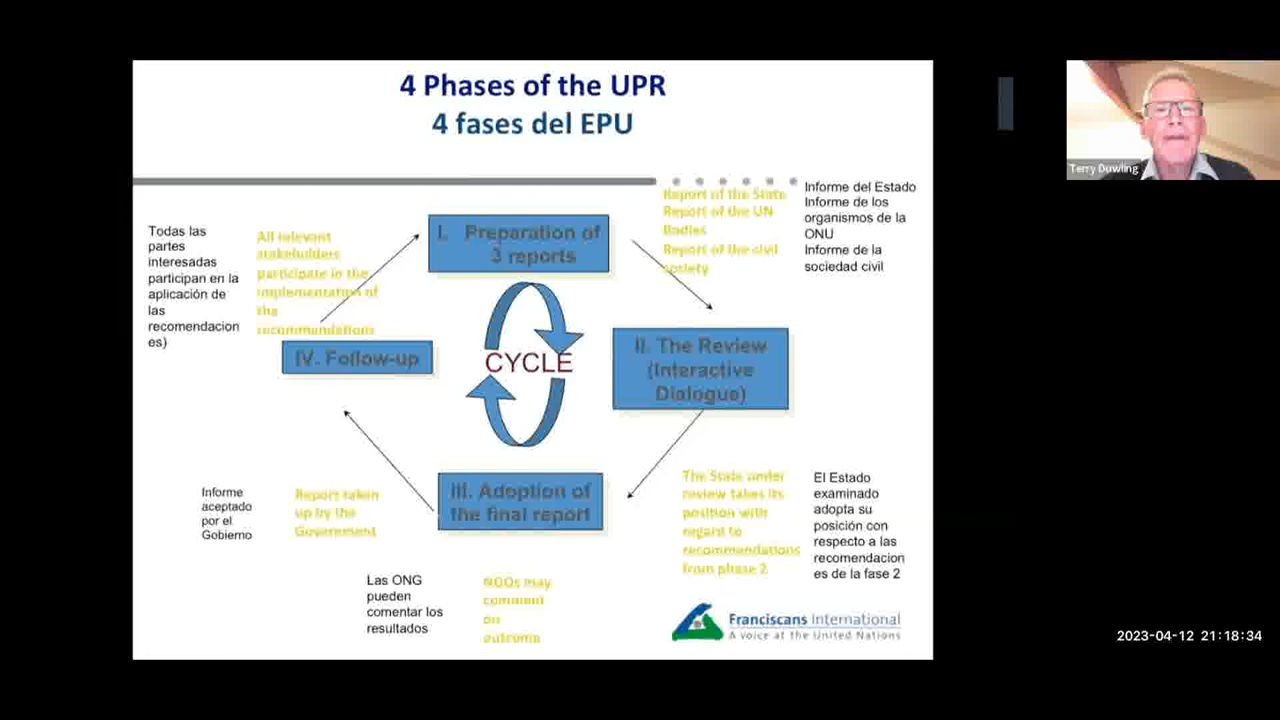 4 Phases of the UPR
4 fases del EPU
Todas las
partes
interesadas
participan en la
aplicación de
las
recomendacion
es)
All relevant
stakeholders
participate in the
implementation of
the
recommendations
I. Preparation of
3 reports
Report of the State
Report of the UN
Bodies
Report of the civil
society
Informe del Estado
Informe de los
organismos de la
ONU
Informe de la
sociedad civil
IV. Follow-up
CYCLE
II. The Review
(Interactive
Dialogue)
Informe
aceptado
por el
Gobierno
Report taken
up by the
Government
III. Adoption of
the final report
The State under
review takes its
position with
regard to
recommendations
from phase 2
El Estado
examinado
adopta su
posición con
respecto a las
recomendacion
es de la fase 2
Las ONG
pueden
comentar los
resultados
NGOs may
comment
on
outcome
Franciscans International
A voice at the United Nations
Terry Dowling
2023-04-12 21:18:34